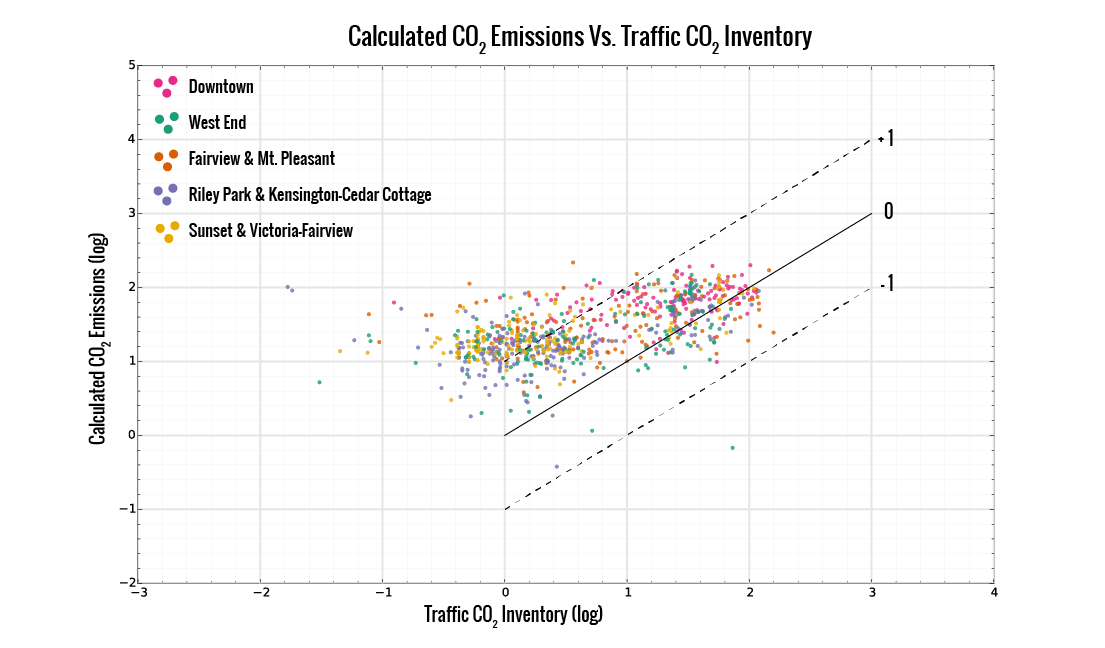 Calculated CO2 Emissions Vs. Traffic CO2 Inventory
5
Downtown
West End
4
+1
Fairview & Mt. Pleasant
Riley Park & Kensington-Cedar Cottage
3
0
Sunset & Victoria-Fairview
Calculated CO2 Emissions (log)
2
-1
1
0
−1
−2
−3 −2 −1 0 1 2 3 4
Traffic CO2 Inventory (log)